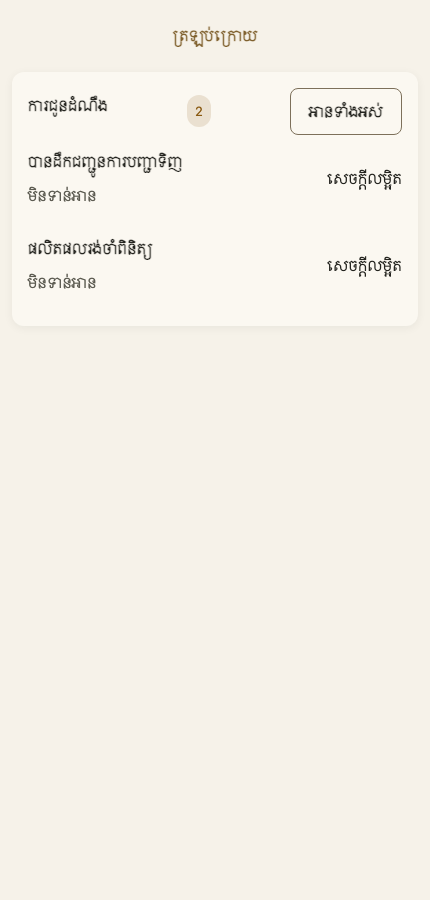 ត្រឡប់ក្រោយ
ការជូនដំណឹង
2
អានទាំងអស់
បានដឹកជញ្ជូនការបញ្ជាទិញ
មិនទាន់អាន
សេចក្តីលម្អិត
ផលិតផលរង់ចាំពិនិត្យ
មិនទាន់អាន
សេចក្តីលម្អិត